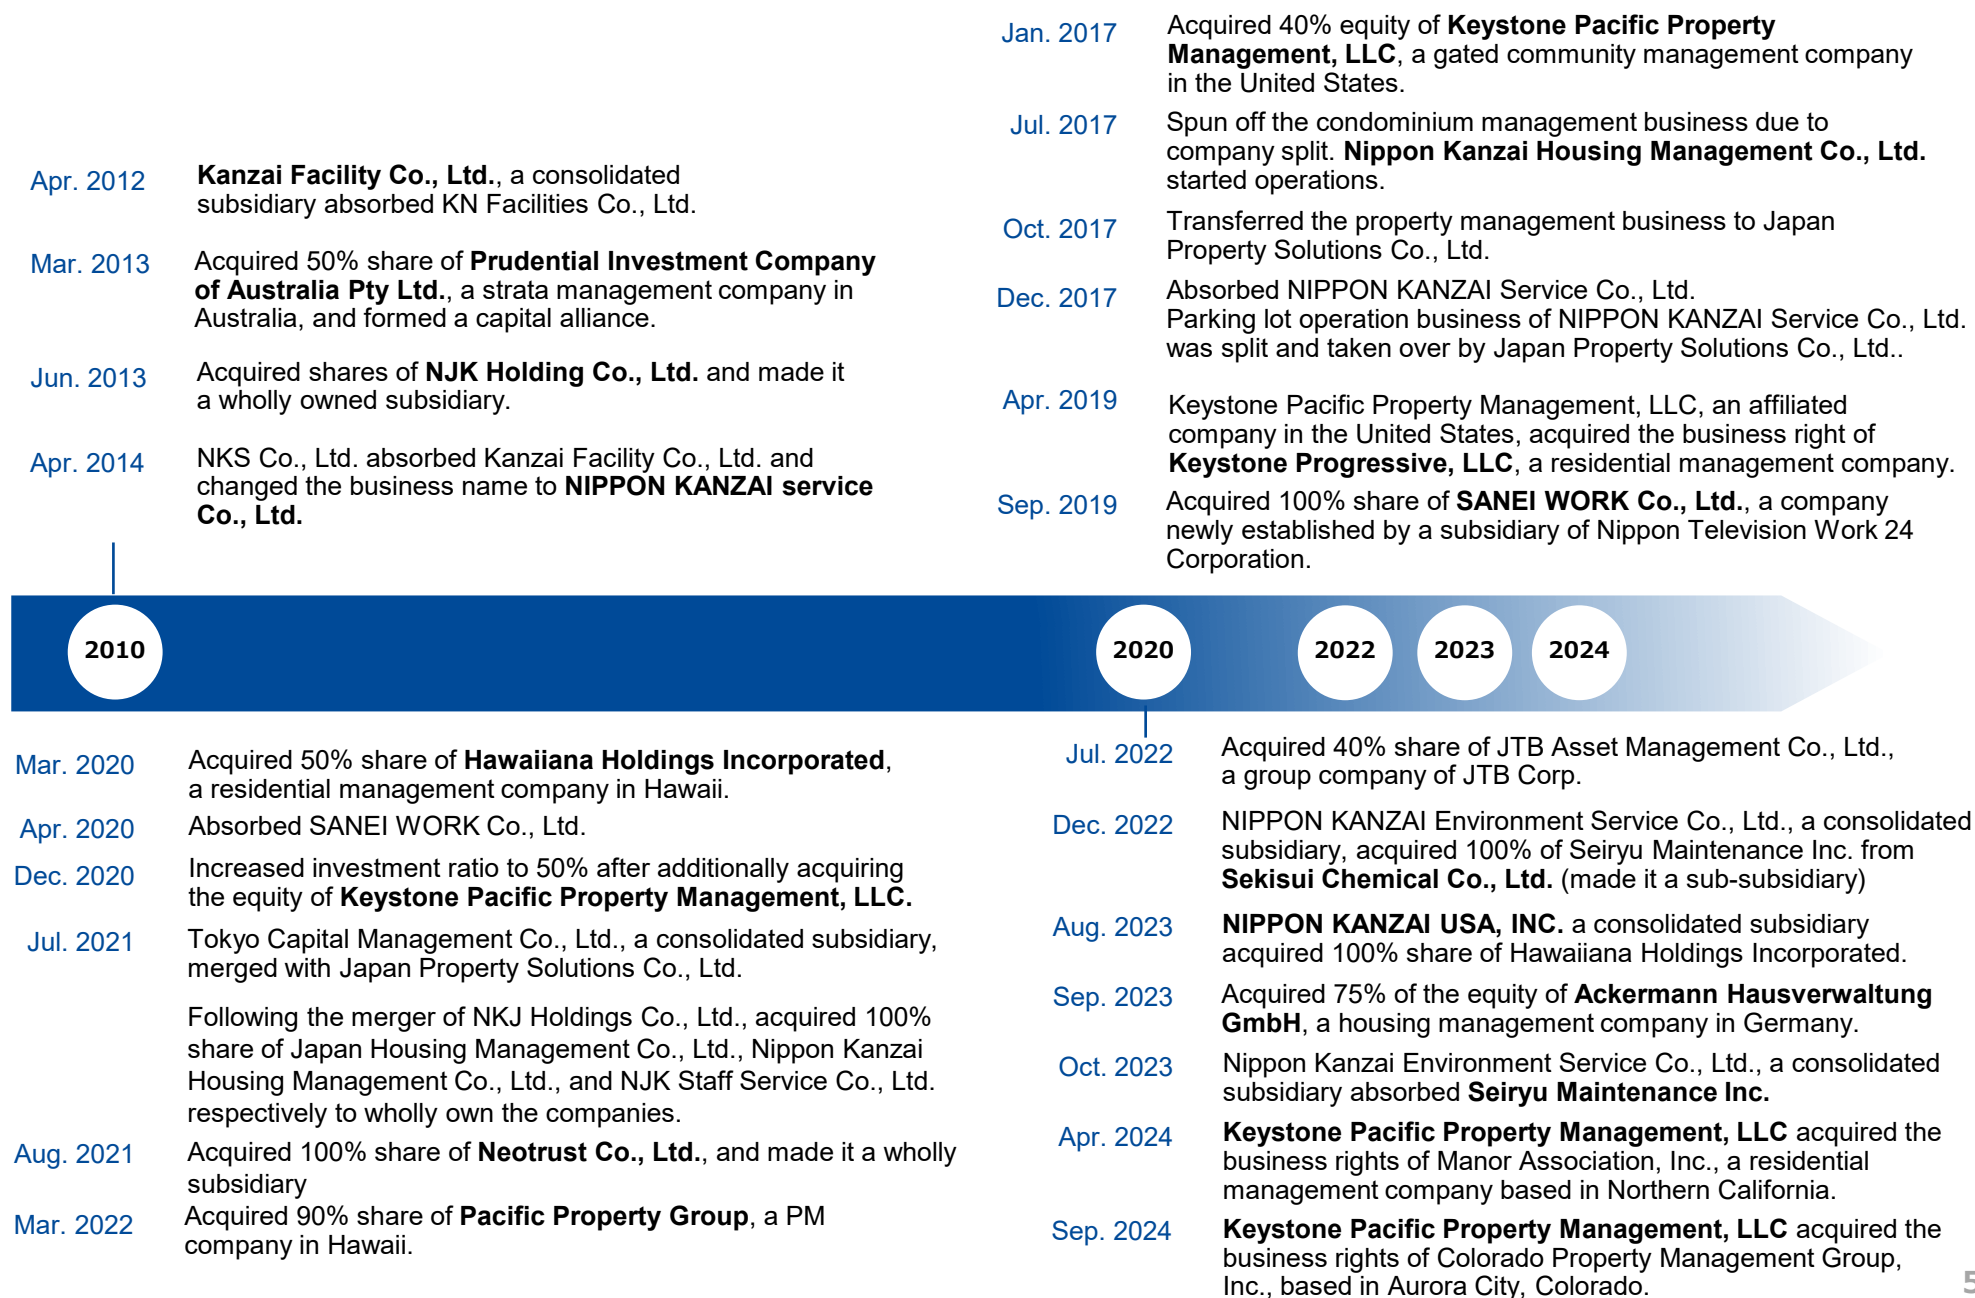 Apr. 2012
Kanzai Facility Co., Ltd., a consolidated
subsidiary absorbed KN Facilities Co., Ltd.
Mar. 2013
Acquired 50% share of Prudential Investment Company
of Australia Pty Ltd., a strata management company in
Australia, and formed a capital alliance.
Jun. 2013
Acquired shares of NJK Holding Co., Ltd. and made it
a wholly owned subsidiary.
Apr. 2014
NKS Co., Ltd. absorbed Kanzai Facility Co., Ltd. and
changed the business name to NIPPON KANZAI service
Co., Ltd.
Jan. 2017
Acquired 40% equity of Keystone Pacific Property
Management, LLC, a gated community management company
in the United States.
Jul. 2017
Spun off the condominium management business due to
company split. Nippon Kanzai Housing Management Co., Ltd.
started operations.
Oct. 2017
Transferred the property management business to Japan
Property Solutions Co., Ltd.
Dec. 2017
Absorbed NIPPON KANZAI Service Co., Ltd.
Parking lot operation business of NIPPON KANZAI Service Co., Ltd.
was split and taken over by Japan Property Solutions Co., Ltd..
Apr. 2019
Keystone Pacific Property Management, LLC, an affiliated
company in the United States, acquired the business right of
Keystone Progressive, LLC, a residential management company.
Sep. 2019
Acquired 100% share of SANEI WORK Co., Ltd., a company
newly established by a subsidiary of Nippon Television Work 24
Corporation.
2010
2020
2022
2023
2024
Mar. 2020
Acquired 50% share of Hawaiiana Holdings Incorporated,
a residential management company in Hawaii.
Apr. 2020
Absorbed SANEI WORK Co., Ltd.
Dec. 2020
Increased investment ratio to 50% after additionally acquiring
the equity of Keystone Pacific Property Management, LLC.
Jul. 2021
Tokyo Capital Management Co., Ltd., a consolidated subsidiary,
merged with Japan Property Solutions Co., Ltd.
Following the merger of NKJ Holdings Co., Ltd., acquired 100%
share of Japan Housing Management Co., Ltd., Nippon Kanzai
Housing Management Co., Ltd., and NJK Staff Service Co., Ltd.
respectively to wholly own the companies.
Aug. 2021
Acquired 100% share of Neotrust Co., Ltd., and made it a wholly
subsidiary
Mar. 2022
Acquired 90% share of Pacific Property Group, a PM
company in Hawaii.
Jul. 2022
Acquired 40% share of JTB Asset Management Co., Ltd.,
a group company of JTB Corp.
Dec. 2022
NIPPON KANZAI Environment Service Co., Ltd., a consolidated
subsidiary, acquired 100% of Seiryu Maintenance Inc. from
Sekisui Chemical Co., Ltd. (made it a sub-subsidiary)
Aug. 2023
NIPPON KANZAI USA, INC. a consolidated subsidiary
acquired 100% share of Hawaiiana Holdings Incorporated.
Sep. 2023
Acquired 75% of the equity of Ackermann Hausverwaltung
GmbH, a housing management company in Germany.
Oct. 2023
Nippon Kanzai Environment Service Co., Ltd., a consolidated
subsidiary absorbed Seiryu Maintenance Inc.
Apr. 2024
Keystone Pacific Property Management, LLC acquired the
business rights of Manor Association, Inc., a residential
management company based in Northern California.
Sep. 2024
Keystone Pacific Property Management, LLC acquired the
business rights of Colorado Property Management Group,
Inc., based in Aurora City, Colorado.
5